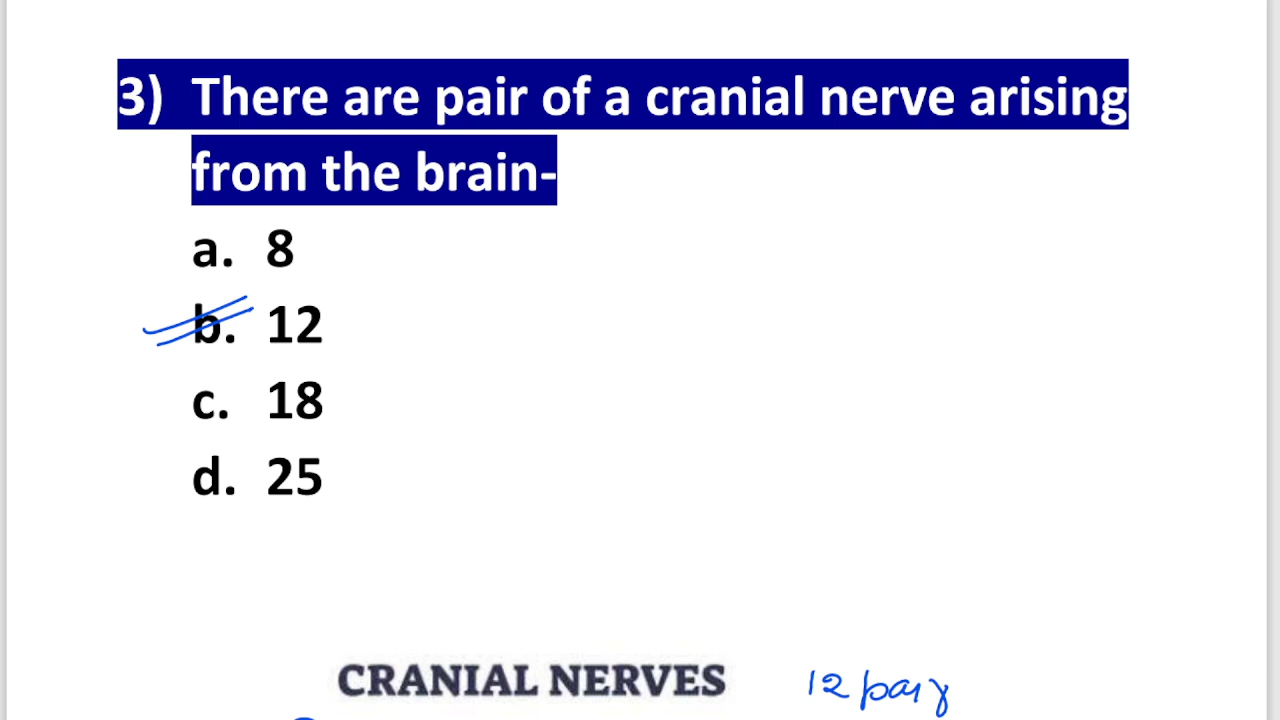 3) There are pair of a cranial nerve arising
from the brain-
a. 8
b. 12
c. 18
d. 25
CRANIAL NERVES 12 pair